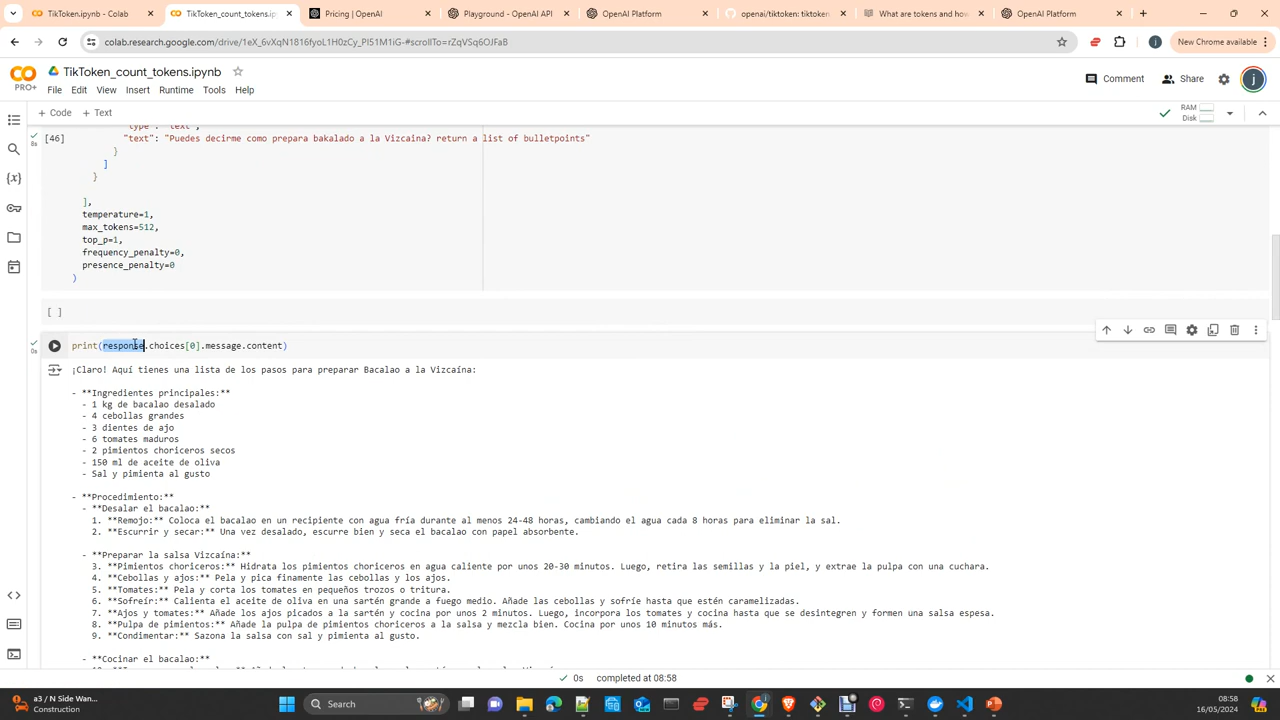 TikToken - Colab
TikToken_count_tokens.ipynb
Pricing | OpenAI
Playground - OpenAI API
OpenAI Platform
openai/tiktoken: tiktoken
What are tokens and how
OpenAI Platform
colab.research.google.com/drive/1eX_6vXqN1816fyoL1H0zCy_PI51M1iG-#scrollTo=rZqVSq6OJFaB
New Chrome available
TikToken_count_tokens.ipynb
PRO+
Comment
Share
j
File Edit View Insert Runtime Tools Help
+ Code + Text
RAM
Disk
"type": "text",
[46]
8s
"text": "Puedes decirme como prepara bakalado a la Vizcaina? return a list of bulletpoints"
}
]
}
],
temperature=1,
max_tokens=512,
top_p=1,
frequency_penalty=0,
presence_penalty=0
)
[ ]
0s
print(response.choices[0].message.content)
¡Claro! Aquí tienes una lista de los pasos para preparar Bacalao a la Vizcaína:
- **Ingredientes principales:**
- 1 kg de bacalao desalado
- 4 cebollas grandes
- 3 dientes de ajo
- 6 tomates maduros
- 2 pimientos choriceros secos
- 150 ml de aceite de oliva
- Sal y pimienta al gusto
- **Procedimiento:**
- **Desalar el bacalao:**
1. **Remojo:** Coloca el bacalao en un recipiente con agua fría durante al menos 24-48 horas, cambiando el agua cada 8 horas para eliminar la sal.
2. **Escurrir y secar:** Una vez desalado, escurre bien y seca el bacalao con papel absorbente.
- **Preparar la salsa Vizcaína:**
3. **Pimientos choriceros:** Hidrata los pimientos choriceros en agua caliente por unos 20-30 minutos. Luego, retira las semillas y la piel, y extrae la pulpa con una cuchara.
4. **Cebollas y ajos:** Pela y pica finamente las cebollas y los ajos.
5. **Tomates:** Pela y corta los tomates en pequeños trozos o tritura.
6. **Sofreír:** Calienta el aceite de oliva en una sartén grande a fuego medio. Añade las cebollas y sofríe hasta que estén caramelizadas.
7. **Ajos y tomates:** Añade los ajos picados a la sartén y cocina por unos 2 minutos. Luego, incorpora los tomates y cocina hasta que se desintegren y formen una salsa espesa.
8. **Pulpa de pimientos:** Añade la pulpa de pimientos choriceros a la salsa y mezcla bien. Cocina por unos 10 minutos más.
9. **Condimentar:** Sazona la salsa con sal y pimienta al gusto.
- **Cocinar el bacalao:**
0s completed at 08:58
a3 / N Side Wan...
Construction
Search
08:58
16/05/2024